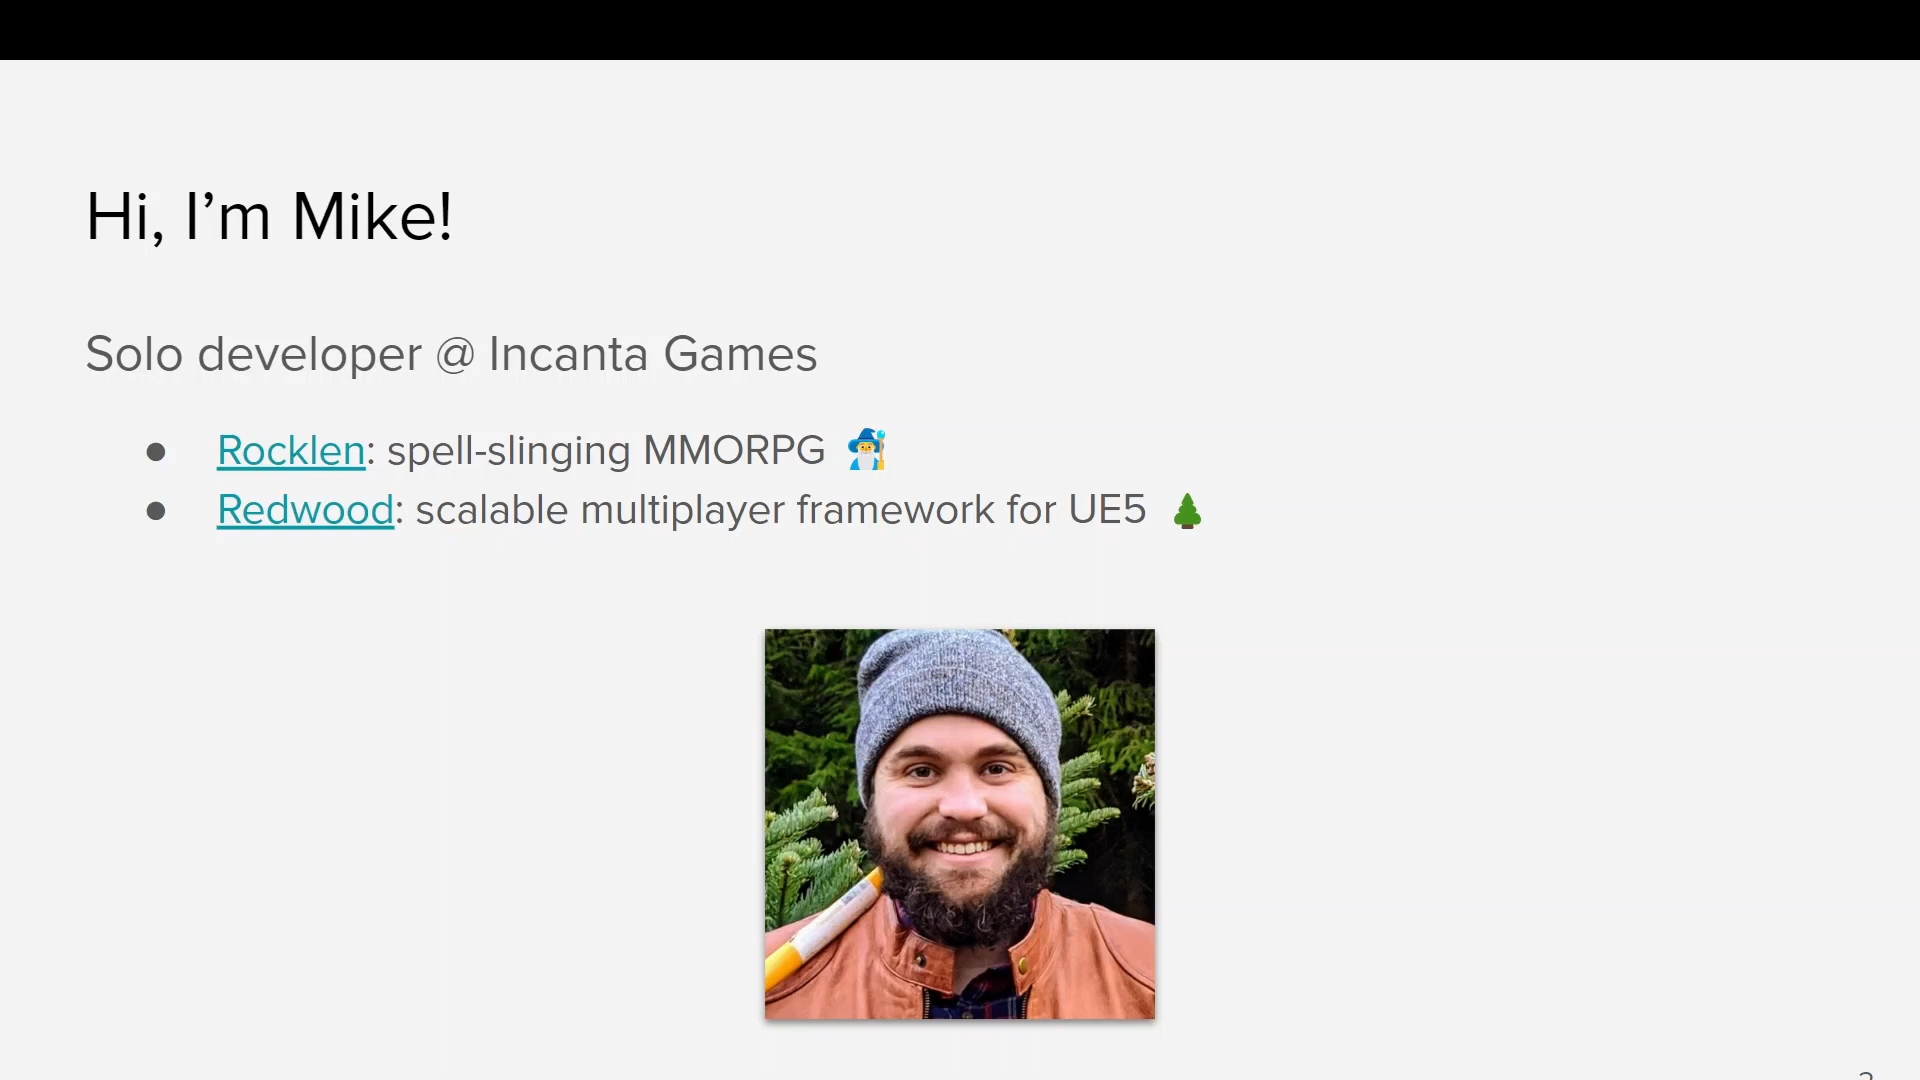 Hi, I’m Mike!
Solo developer @ Incanta Games
● Rocklen: spell-slinging MMORPG 🧙‍♂️
● Redwood: scalable multiplayer framework for UE5 🌲